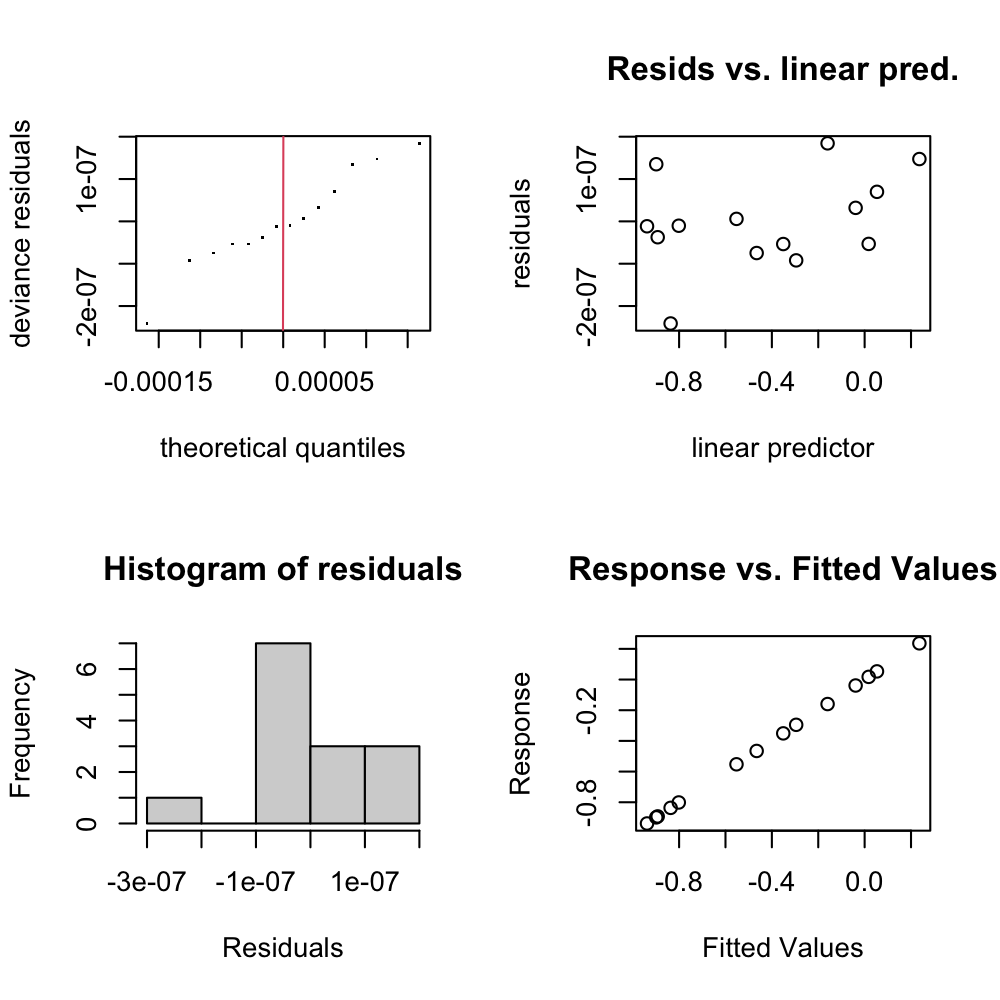 deviance residuals
1e-07
-2e-07
-0.00015 0.00005
theoretical quantiles
Resids vs. linear pred.
residuals
1e-07
-2e-07
-0.8 -0.4 0.0
linear predictor
Histogram of residuals
Frequency
6
4
2
0
-3e-07 -1e-07 1e-07
Residuals
Response vs. Fitted Values
Response
-0.2
-0.8
-0.8 -0.4 0.0
Fitted Values